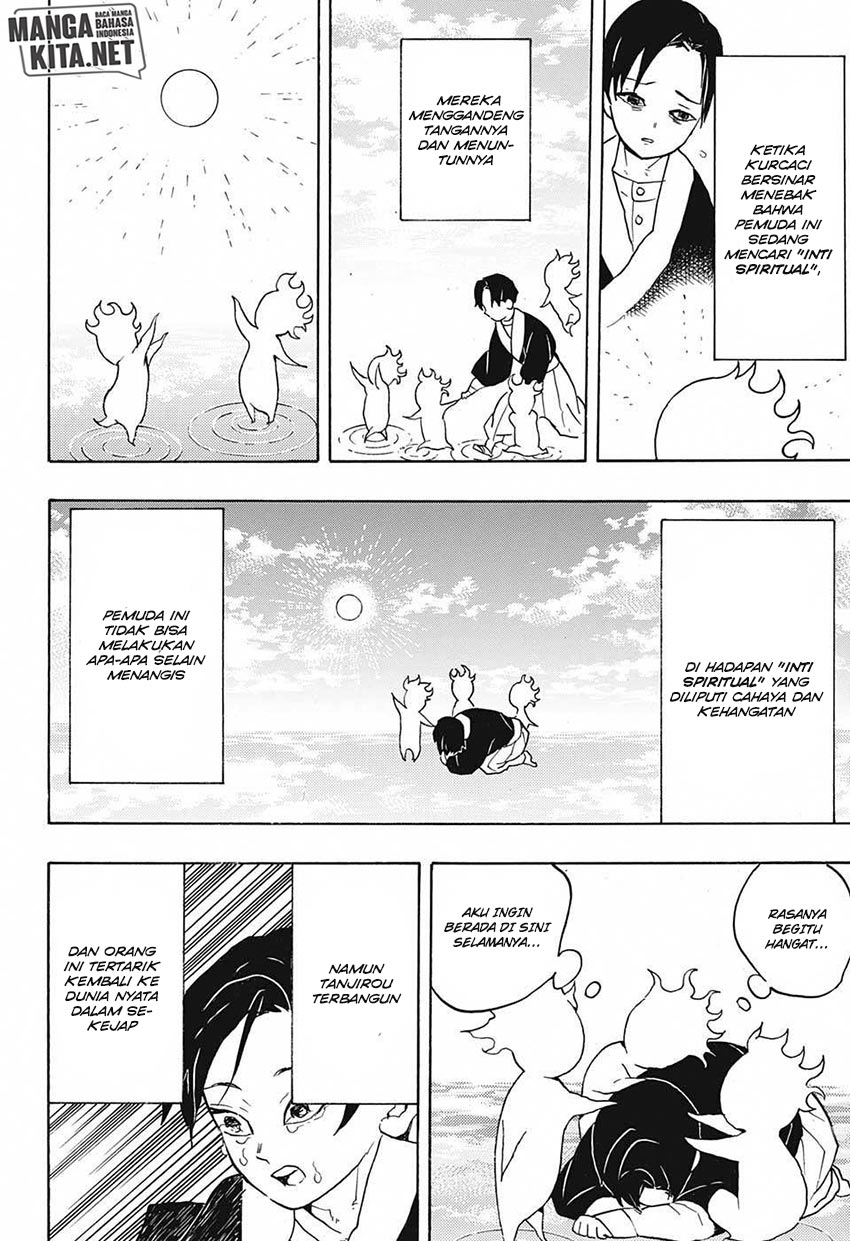 MANGA
KITA.NET
BACA MANGA
BAHASA
INDONESIA
KETIKA
KURCACI
BERSINAR
MENEBAK
BAHWA
PEMUDA INI
SEDANG
MENCARI "INTI
SPIRITUAL",
MEREKA
MENGGANDENG
TANGANNYA
DAN MENUN-
TUNNYA
DI HADAPAN "INTI
SPIRITUAL" YANG
DILIPUTI CAHAYA DAN
KEHANGATAN
PEMUDA INI
TIDAK BISA
MELAKUKAN
APA-APA SELAIN
MENANGIS
RASANYA
BEGITU
HANGAT...
AKU INGIN
BERADA DI SINI
SELAMANYA...
NAMUN
TANJIROU
TERBANGUN
DAN ORANG
INI TERTARIK
KEMBALI KE
DUNIA NYATA
DALAM SE-
KEJAP